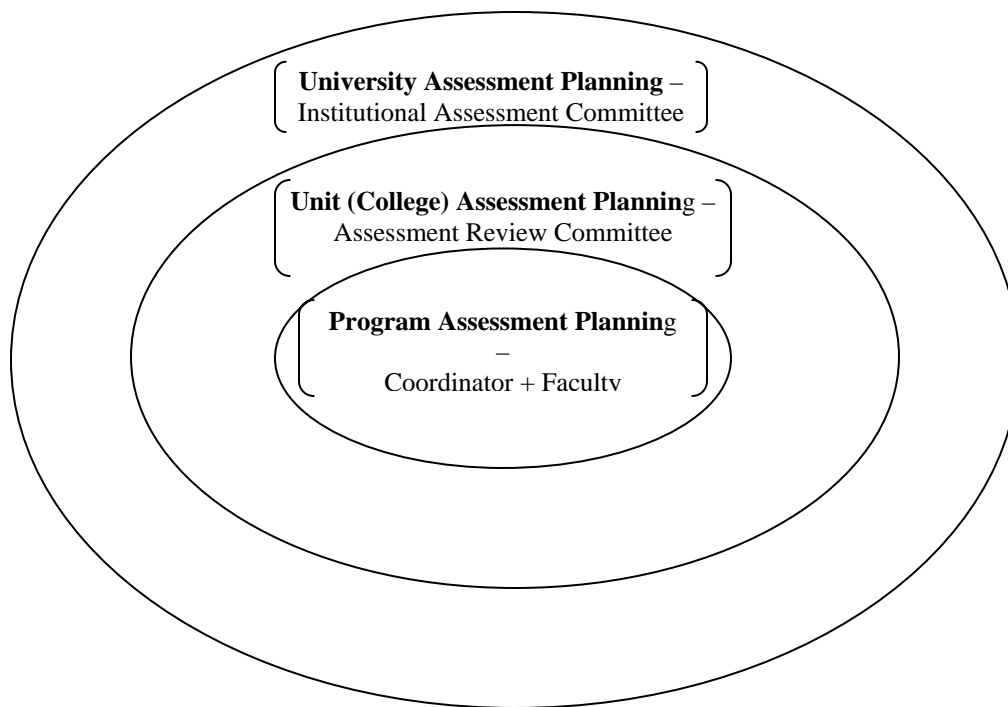 University Assessment Planning –
Institutional Assessment Committee
Unit (College) Assessment Planning –
Assessment Review Committee
Program Assessment Planning
–
Coordinator + Faculty